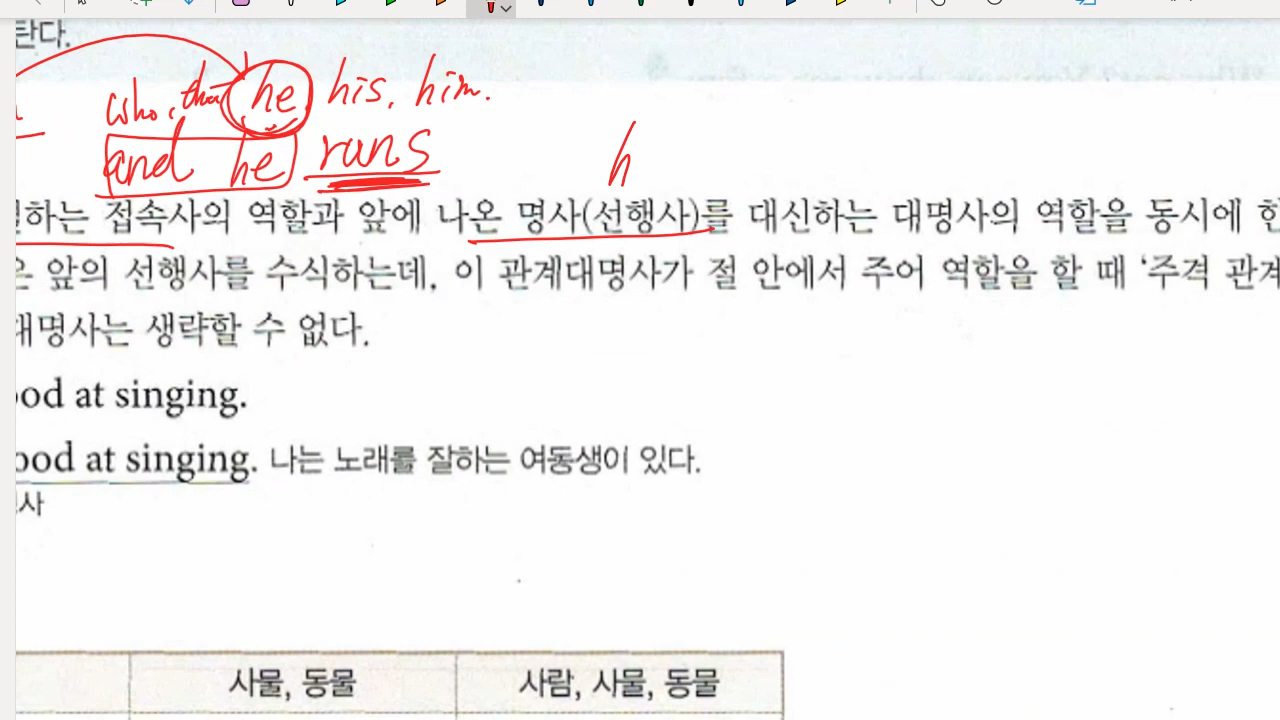 탄다.
who, that he, his, him.
and he runs h
하는 접속사의 역할과 앞에 나온 명사(선행사)를 대신하는 대명사의 역할을 동시에 한
은 앞의 선행사를 수식하는데, 이 관계대명사가 절 안에서 주어 역할을 할 때 ‘주격 관계
대명사는 생략할 수 없다.
ood at singing.
ood at singing. 나는 노래를 잘하는 여동생이 있다.
사
사물, 동물 사람, 사물, 동물